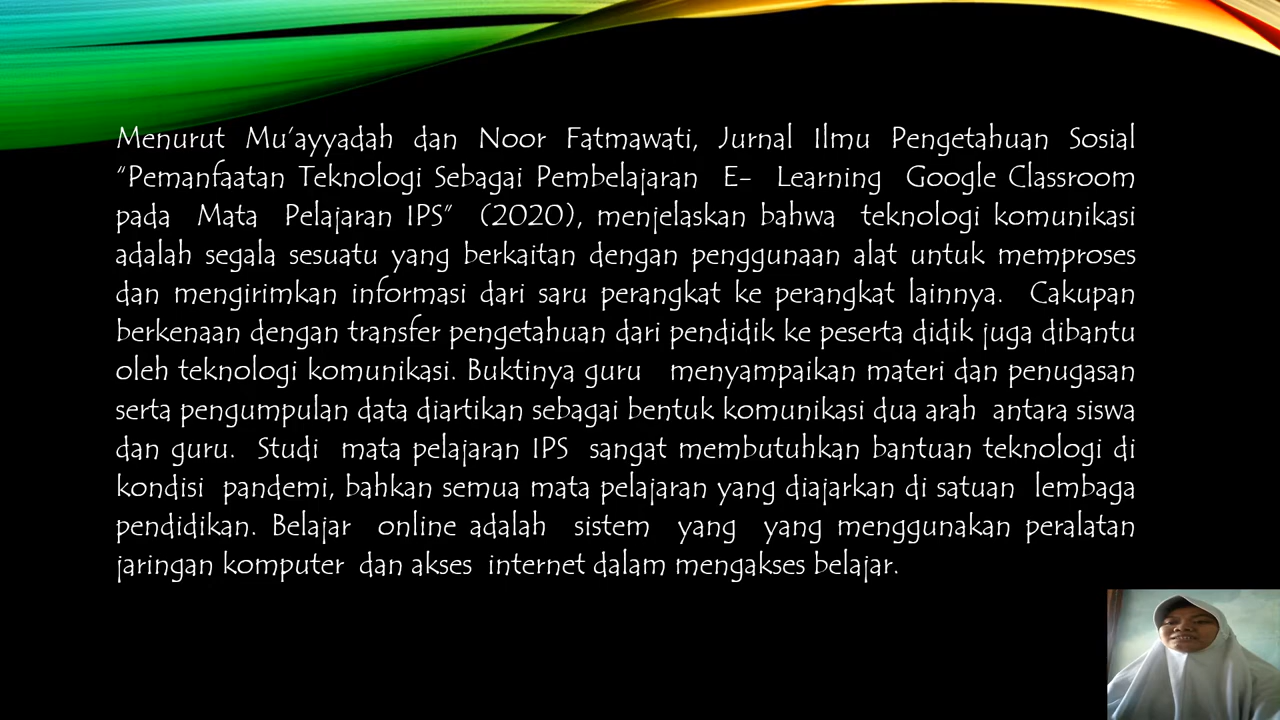 Menurut Mu'ayyadah dan Noor Fatmawati, Jurnal Ilmu Pengetahuan Sosial
"Pemanfaatan Teknologi Sebagai Pembelajaran E- Learning Google Classroom
pada Mata Pelajaran IPS" (2020), menjelaskan bahwa teknologi komunikasi
adalah segala sesuatu yang berkaitan dengan penggunaan alat untuk memproses
dan mengirimkan informasi dari saru perangkat ke perangkat lainnya. Cakupan
berkenaan dengan transfer pengetahuan dari pendidik ke peserta didik juga dibantu
oleh teknologi komunikasi. Buktinya guru menyampaikan materi dan penugasan
serta pengumpulan data diartikan sebagai bentuk komunikasi dua arah antara siswa
dan guru. Studi mata pelajaran IPS sangat membutuhkan bantuan teknologi di
kondisi pandemi, bahkan semua mata pelajaran yang diajarkan di satuan lembaga
pendidikan. Belajar online adalah sistem yang yang menggunakan peralatan
jaringan komputer dan akses internet dalam mengakses belajar.